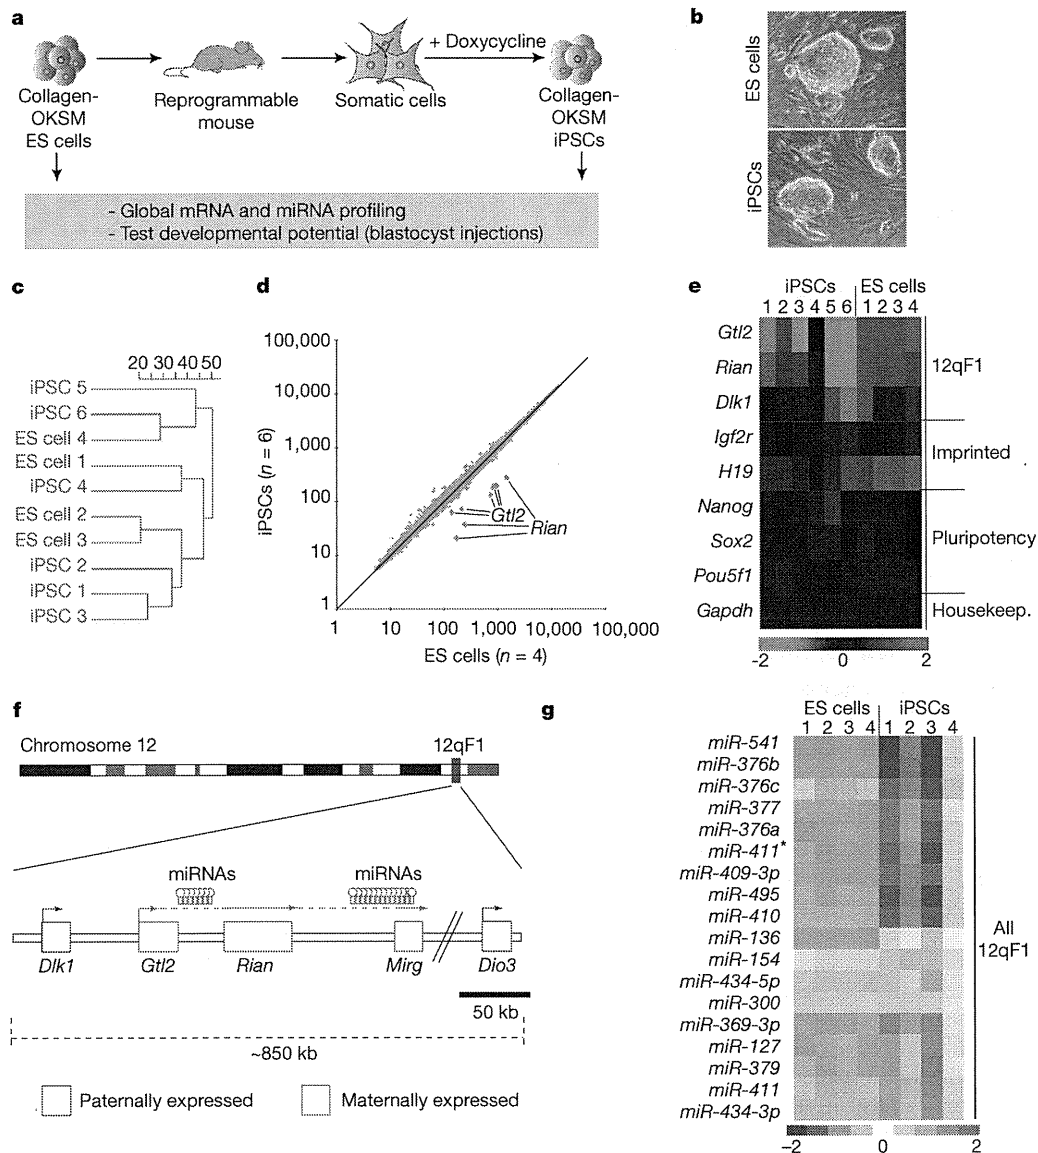 a
+ Doxycycline
Collagen-
OKSM
ES cells
Reprogrammable
mouse
Somatic cells
Collagen-
OKSM
iPSCs
- Global mRNA and miRNA profiling
- Test developmental potential (blastocyst injections)
b
ES cells
iPSCs
c
20 30 40 50
iPSC 5
iPSC 6
ES cell 4
ES cell 1
iPSC 4
ES cell 2
ES cell 3
iPSC 2
iPSC 1
iPSC 3
d
iPSCs (n = 6)
100,000
10,000
1,000
100
10
1
Gtl2
Rian
1 10 100 1,000 10,000 100,000
ES cells (n = 4)
e
iPSCs ES cells
1 2 3 4 5 6 1 2 3 4
Gtl2
Rian
Dlk1
Igf2r
H19
Nanog
Sox2
Pou5f1
Gapdh
12qF1
Imprinted
Pluripotency
Housekeep.
-2 0 2
f
Chromosome 12 12qF1
miRNAs miRNAs
Dlk1 Gtl2 Rian Mirg Dio3
50 kb
~850 kb
Paternally expressed Maternally expressed
g
ES cells iPSCs
1 2 3 4 1 2 3 4
miR-541
miR-376b
miR-376c
miR-377
miR-376a
miR-411*
miR-409-3p
miR-495
miR-410
miR-136
miR-154
miR-434-5p
miR-300
miR-369-3p
miR-127
miR-379
miR-411
miR-434-3p
All
12qF1
−2 0 2